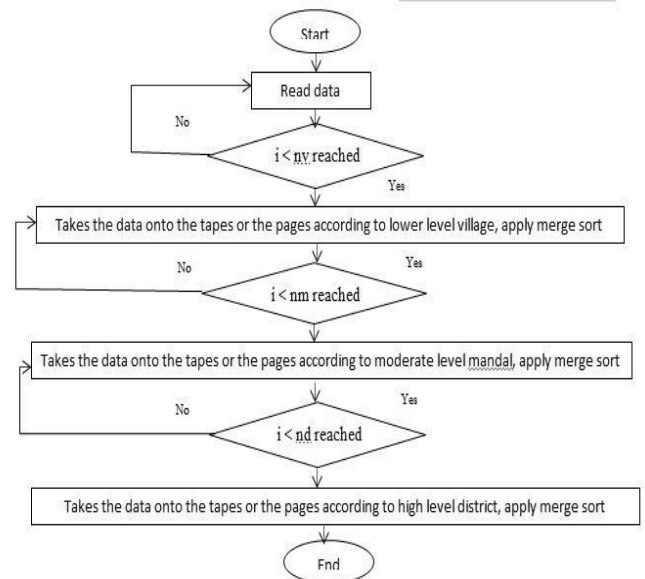 Start
Read data
No
i < nv reached
Yes
Takes the data onto the tapes or the pages according to lower level village, apply merge sort
No
Yes
i < nm reached
Takes the data onto the tapes or the pages according to moderate level mandal, apply merge sort
Yes
No
i < nd reached
Takes the data onto the tapes or the pages according to high level district, apply merge sort
End